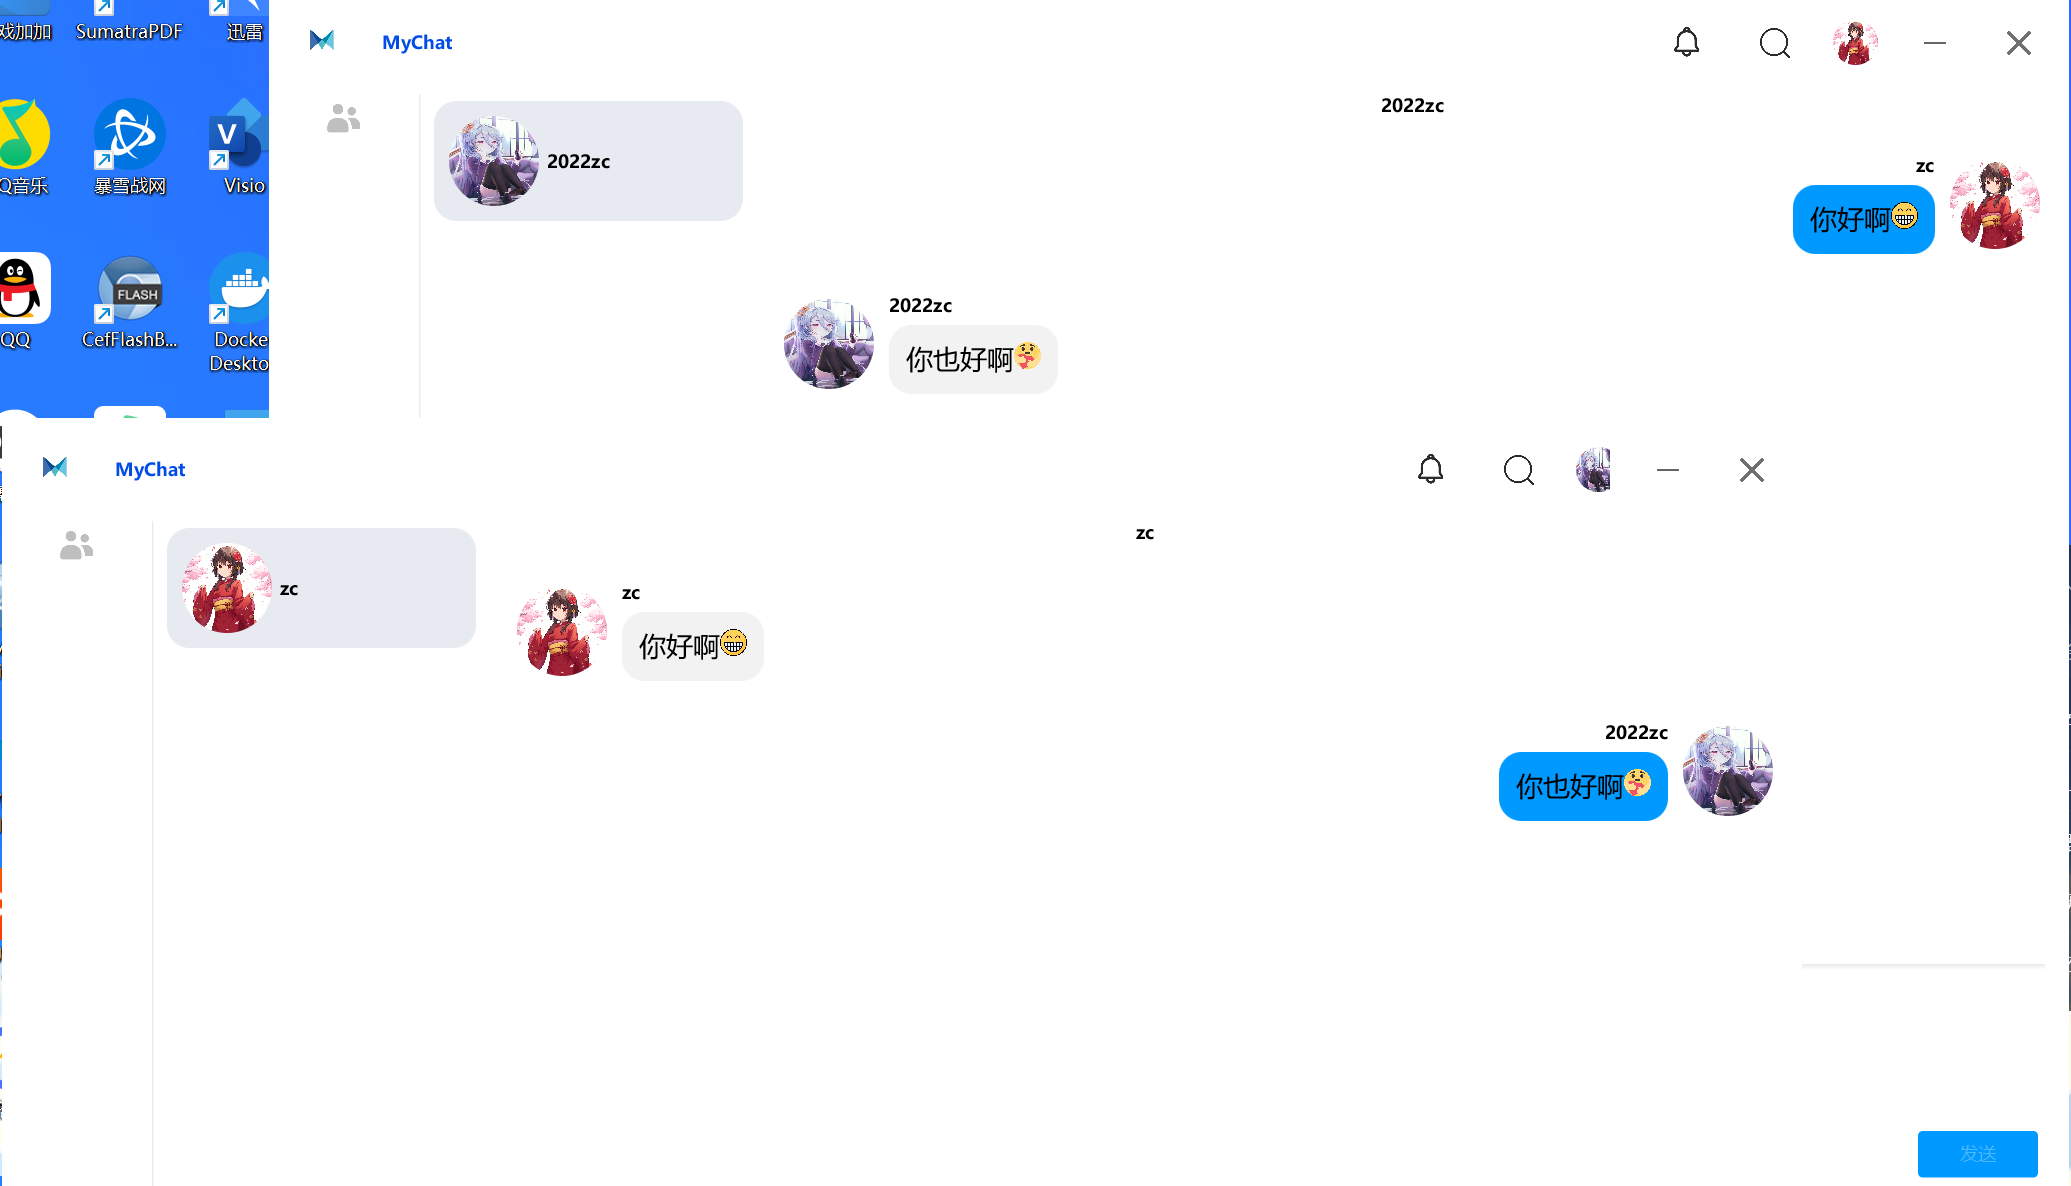 戏加加
SumatraPDF
迅雷
Q音乐
暴雪战网
V
Visio
QQ
FLASH
CefFlashB...
Docke
Deskto
MyChat
2022zc
2022zc
zc
你好啊😁
2022zc
你也好啊🤗
MyChat
zc
zc
zc
你好啊😁
2022zc
你也好啊🤗
发送